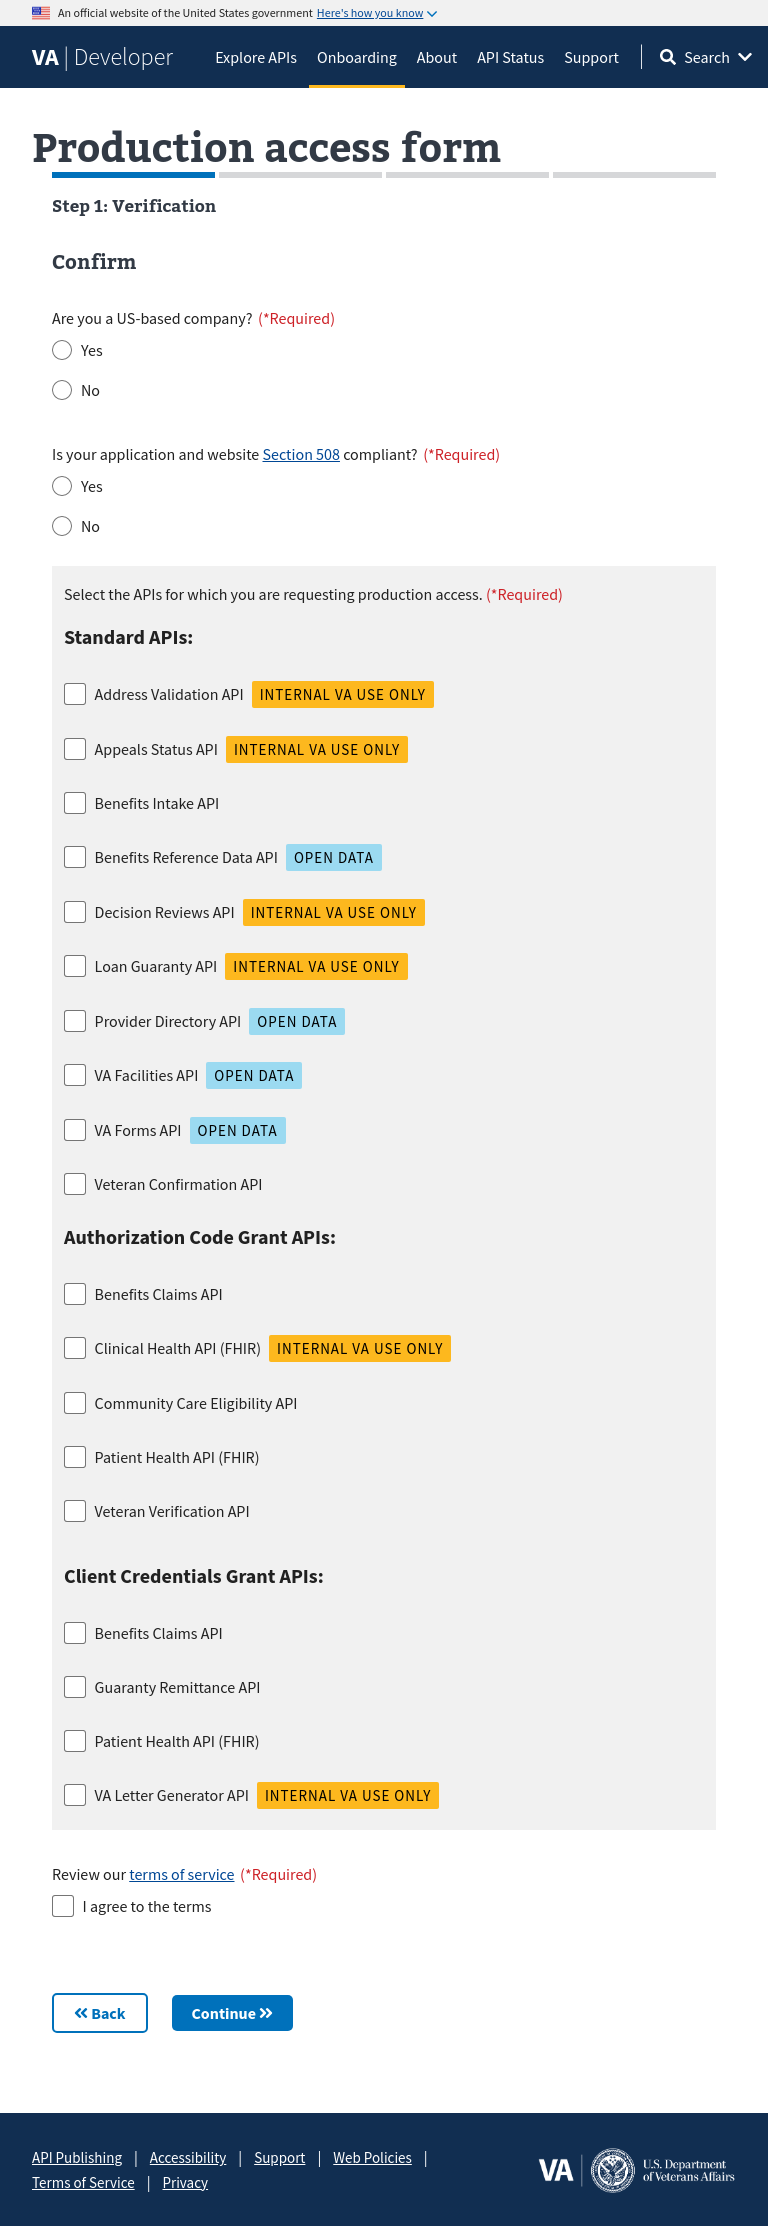 An official website of the United States government Here's how you know
VA | Developer Explore APIs Onboarding About API Status Support Search
Production access form
Step 1: Verification
Confirm
Are you a US-based company? (*Required)
Yes
No
Is your application and website Section 508 compliant? (*Required)
Yes
No
Select the APIs for which you are requesting production access. (*Required)
Standard APIs:
Address Validation API INTERNAL VA USE ONLY
Appeals Status API INTERNAL VA USE ONLY
Benefits Intake API
Benefits Reference Data API OPEN DATA
Decision Reviews API INTERNAL VA USE ONLY
Loan Guaranty API INTERNAL VA USE ONLY
Provider Directory API OPEN DATA
VA Facilities API OPEN DATA
VA Forms API OPEN DATA
Veteran Confirmation API
Authorization Code Grant APIs:
Benefits Claims API
Clinical Health API (FHIR) INTERNAL VA USE ONLY
Community Care Eligibility API
Patient Health API (FHIR)
Veteran Verification API
Client Credentials Grant APIs:
Benefits Claims API
Guaranty Remittance API
Patient Health API (FHIR)
VA Letter Generator API INTERNAL VA USE ONLY
Review our terms of service (*Required)
I agree to the terms
Back Continue
API Publishing | Accessibility | Support | Web Policies |
Terms of Service | Privacy
VA | U.S. Department
of Veterans Affairs